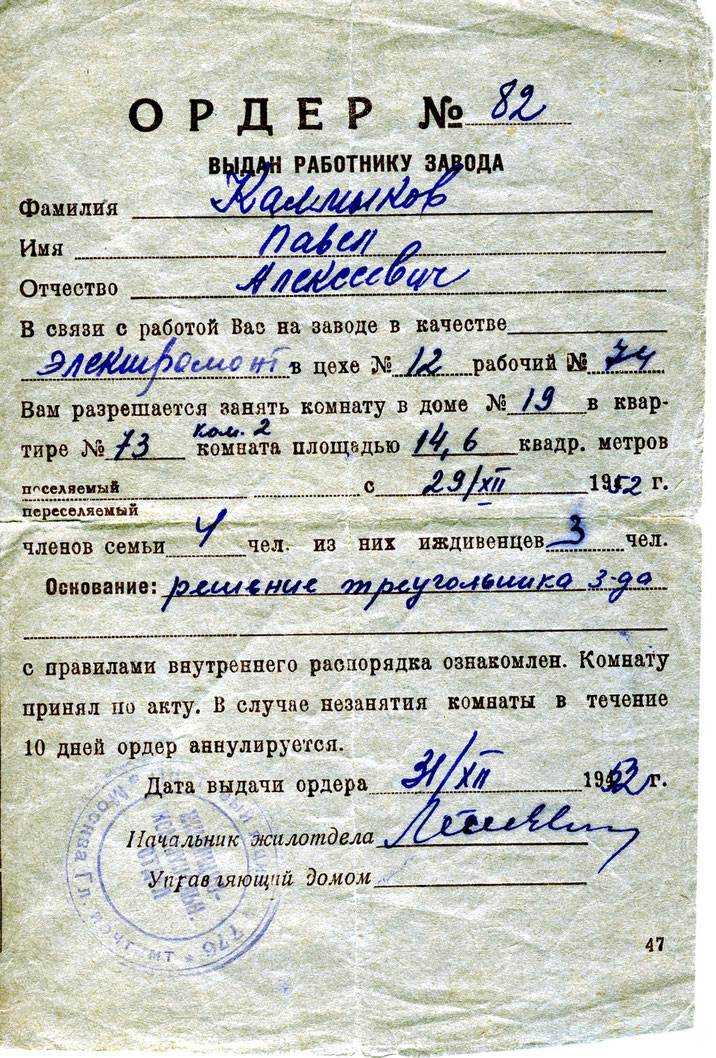 ОРДЕР № 82
ВЫДАН РАБОТНИКУ ЗАВОДА
Фамилия Калмыков
Имя Павел
Отчество Алексеевич
В связи с работой Вас на заводе в качестве
электромонт в цехе № 12 рабочий № 74
Вам разрешается занять комнату в доме № 19 в квар-
ком. 2
тире № 73 комната площадью 14,6 квадр. метров
поселяемый с 29/XII 1952 г.
переселяемый
членов семьи 4 чел. из них иждивенцев 3 чел.
Основание: решение треугольника з-да
с правилами внутреннего распорядка ознакомлен. Комнату
принял по акту. В случае незанятия комнаты в течение
10 дней ордер аннулируется.
Дата выдачи ордера 31/XII 195 г.
Начальник жилотдела
Управляющий домом
Москва
776
47